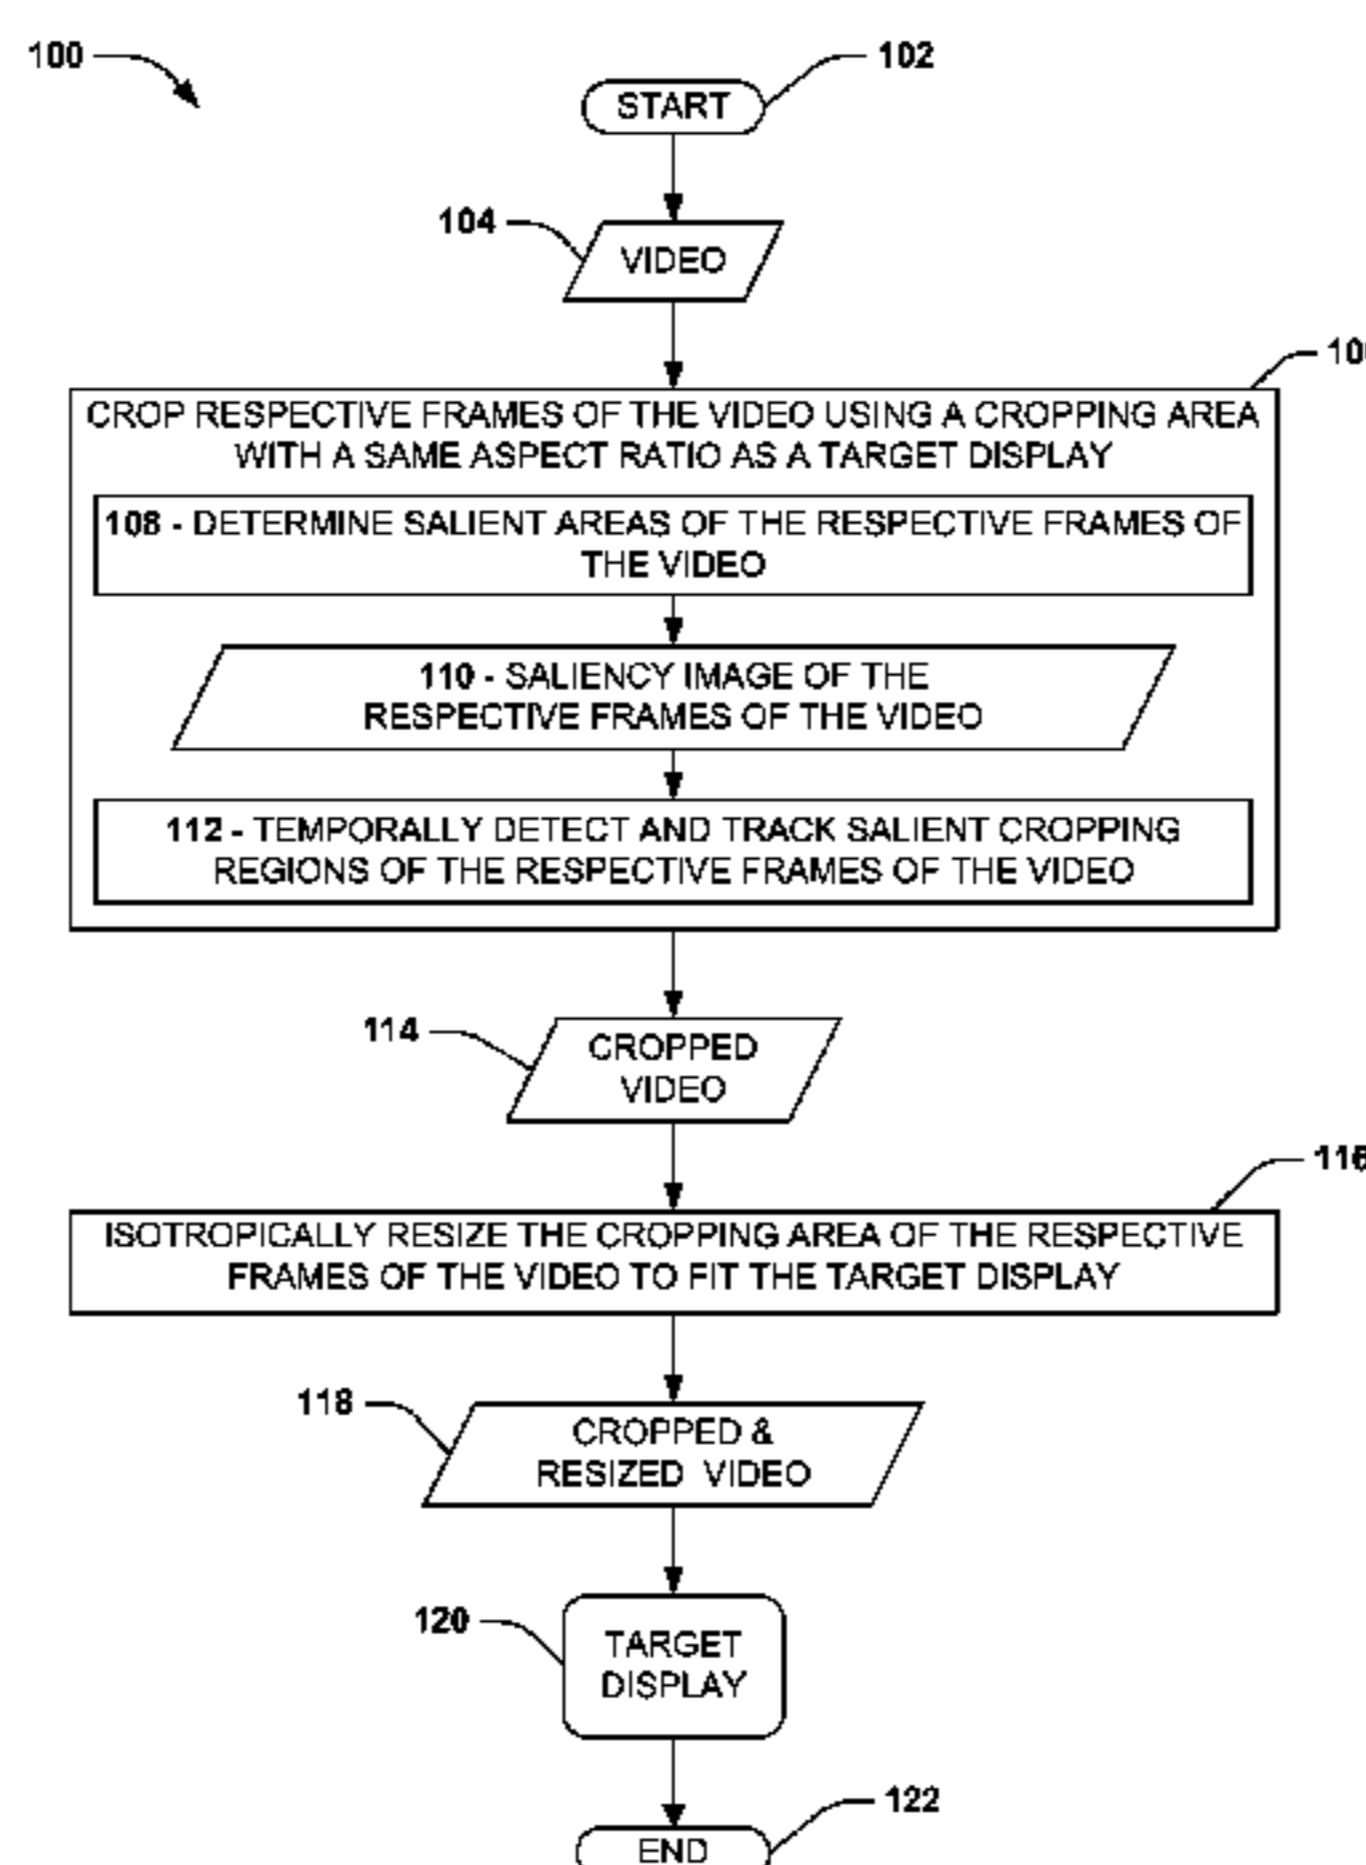 100
102
START
104
VIDEO
CROP RESPECTIVE FRAMES OF THE VIDEO USING A CROPPING AREA
WITH A SAME ASPECT RATIO AS A TARGET DISPLAY
108 - DETERMINE SALIENT AREAS OF THE RESPECTIVE FRAMES OF
THE VIDEO
110 - SALIENCY IMAGE OF THE
RESPECTIVE FRAMES OF THE VIDEO
112 - TEMPORALLY DETECT AND TRACK SALIENT CROPPING
REGIONS OF THE RESPECTIVE FRAMES OF THE VIDEO
114
CROPPED
VIDEO
116
ISOTROPICALLY RESIZE THE CROPPING AREA OF THE RESPECTIVE
FRAMES OF THE VIDEO TO FIT THE TARGET DISPLAY
118
CROPPED &
RESIZED VIDEO
120
TARGET
DISPLAY
122
END